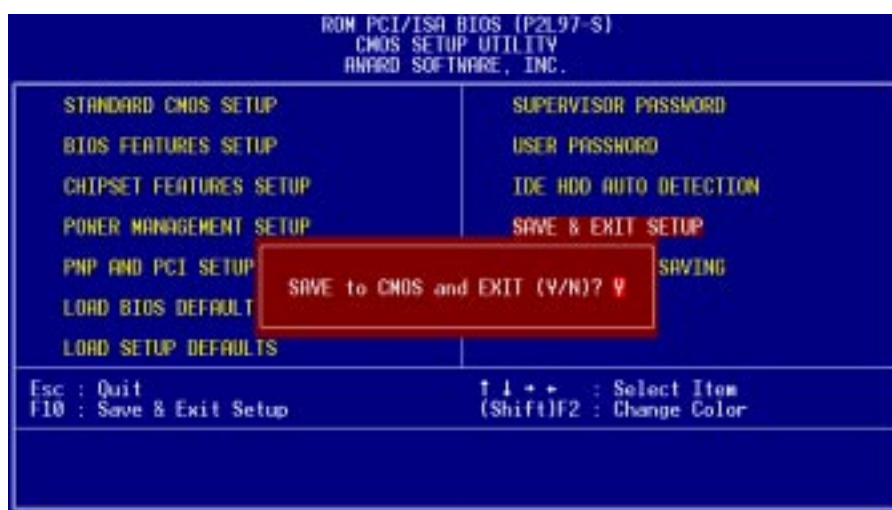 ROM PCI/ISA BIOS (P2L97-S)
CMOS SETUP UTILITY
AWARD SOFTWARE, INC.
STANDARD CMOS SETUP
BIOS FEATURES SETUP
CHIPSET FEATURES SETUP
POWER MANAGEMENT SETUP
PNP AND PCI SETUP
LOAD BIOS DEFAULT
LOAD SETUP DEFAULTS
SUPERVISOR PASSWORD
USER PASSWORD
IDE HDD AUTO DETECTION
SAVE & EXIT SETUP
SAVING
SAVE to CMOS and EXIT (Y/N)? Y
Esc : Quit
F10 : Save & Exit Setup
↑ ↓ → ← : Select Item
(Shift)F2 : Change Color